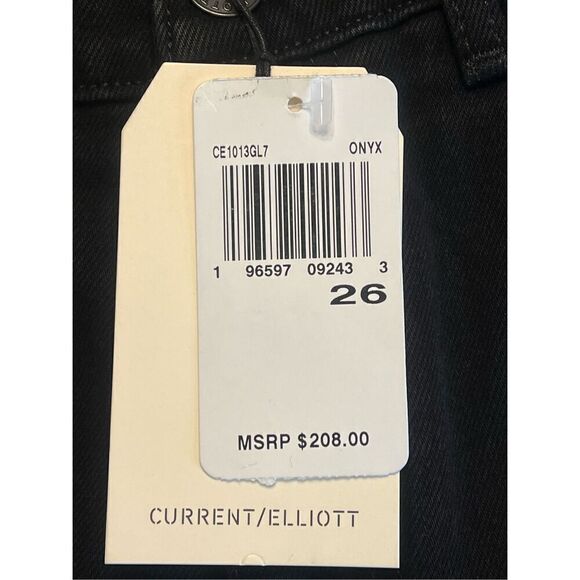 CE1013GL7 ONYX
1 96597 09243 3
26
MSRP $208.00
CURRENT/ELLIOTT